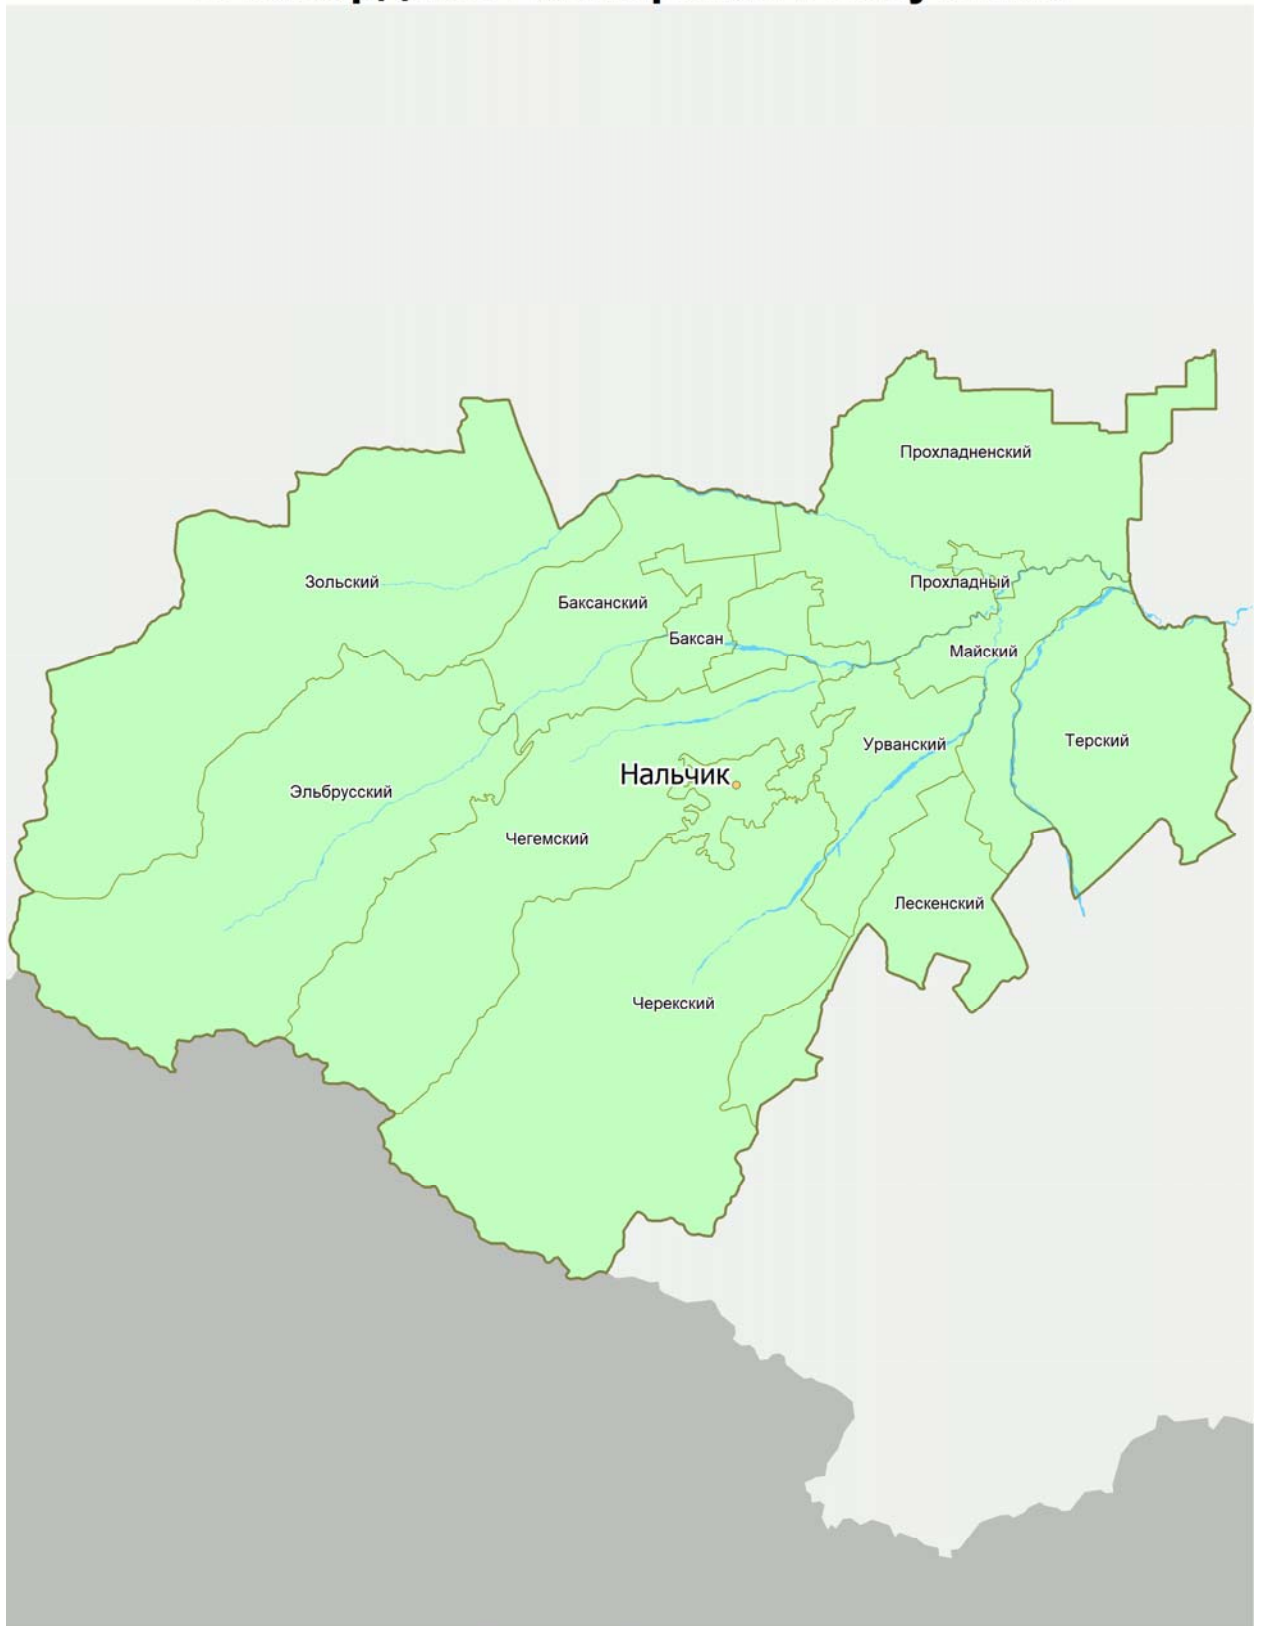 Прохладненский
Зольский
Прохладный
Баксанский
Баксан
Майский
Урванский
Терский
Нальчик
Эльбрусский
Чегемский
Лескенский
Черекский